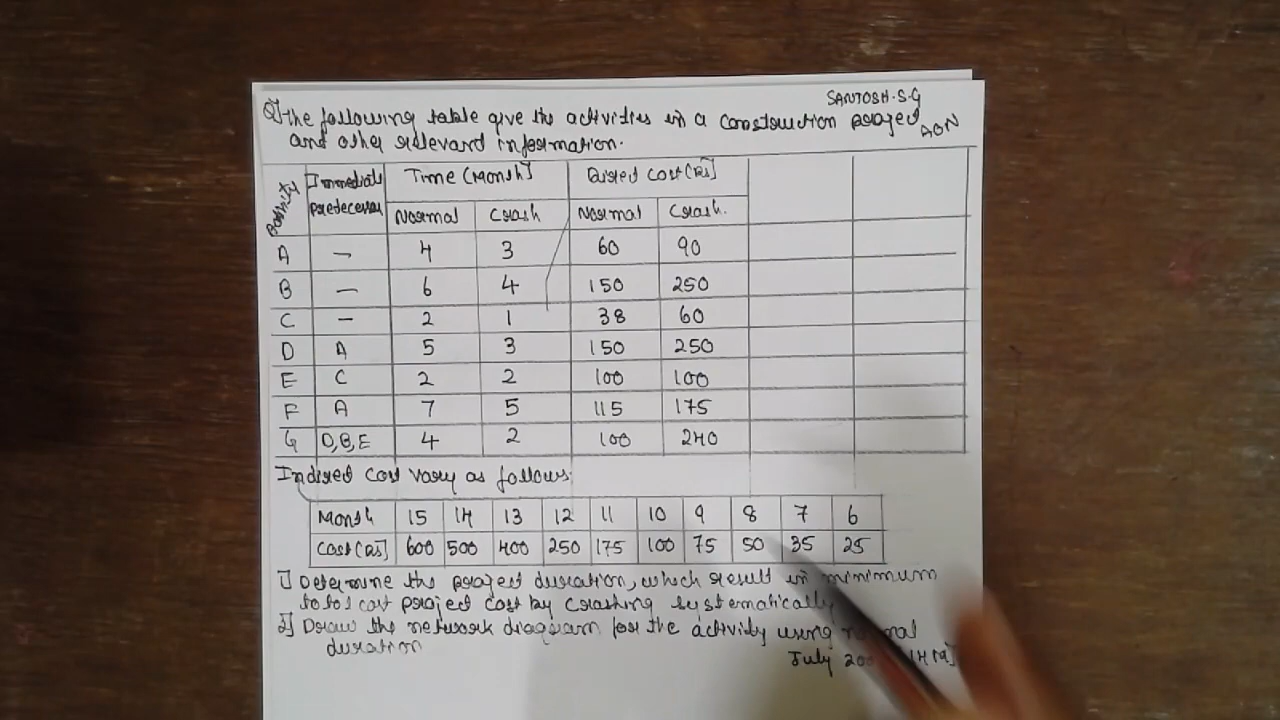 SANTOSH.S.G
Q] The following table give the activities in a construction project AON
and other relevant information.
Activity Immediate Predecessor Time (Month) Direct Cost (Rs)
Normal Crash Normal Crash.
A — 4 3 60 90
B — 6 4 150 250
C — 2 1 38 60
D A 5 3 150 250
E C 2 2 100 100
F A 7 5 115 175
G D,B,E 4 2 100 240
Indirect Cost vary as follows:
Month 15 14 13 12 11 10 9 8 7 6
Cost (Rs) 600 500 400 250 175 100 75 50 35 25
1] Determine the project duration, which result in minimum
cost project cost by crashing systematically
2] Draw the network diagram for the activity using
duration
July